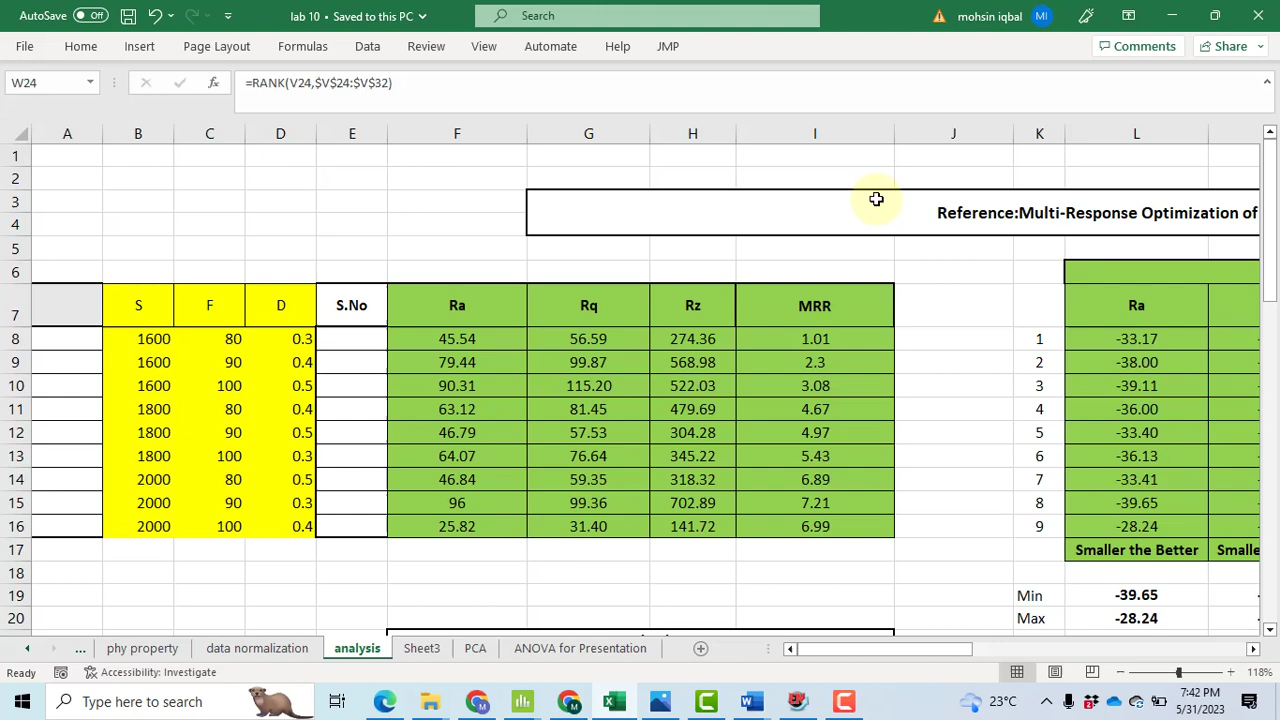 AutoSave Off lab 10 • Saved to this PC Search mohsin iqbal MI
File Home Insert Page Layout Formulas Data Review View Automate Help JMP Comments Share
W24 fx =RANK(V24,$V$24:$V$32)
A B C D E F G H I J K L
1
2
3
Reference:Multi-Response Optimization of
4
5
6
7 S F D S.No Ra Rq Rz MRR Ra
8 1600 80 0.3 45.54 56.59 274.36 1.01 1 -33.17
9 1600 90 0.4 79.44 99.87 568.98 2.3 2 -38.00
10 1600 100 0.5 90.31 115.20 522.03 3.08 3 -39.11
11 1800 80 0.4 63.12 81.45 479.69 4.67 4 -36.00
12 1800 90 0.5 46.79 57.53 304.28 4.97 5 -33.40
13 1800 100 0.3 64.07 76.64 345.22 5.43 6 -36.13
14 2000 80 0.5 46.84 59.35 318.32 6.89 7 -33.41
15 2000 90 0.3 96 99.36 702.89 7.21 8 -39.65
16 2000 100 0.4 25.82 31.40 141.72 6.99 9 -28.24
17 Smaller the Better Smalle
18
19 Min -39.65
20 Max -28.24
... phy property data normalization analysis Sheet3 PCA ANOVA for Presentation
Ready Accessibility: Investigate 118%
Type here to search 23°C 7:42 PM
5/31/2023